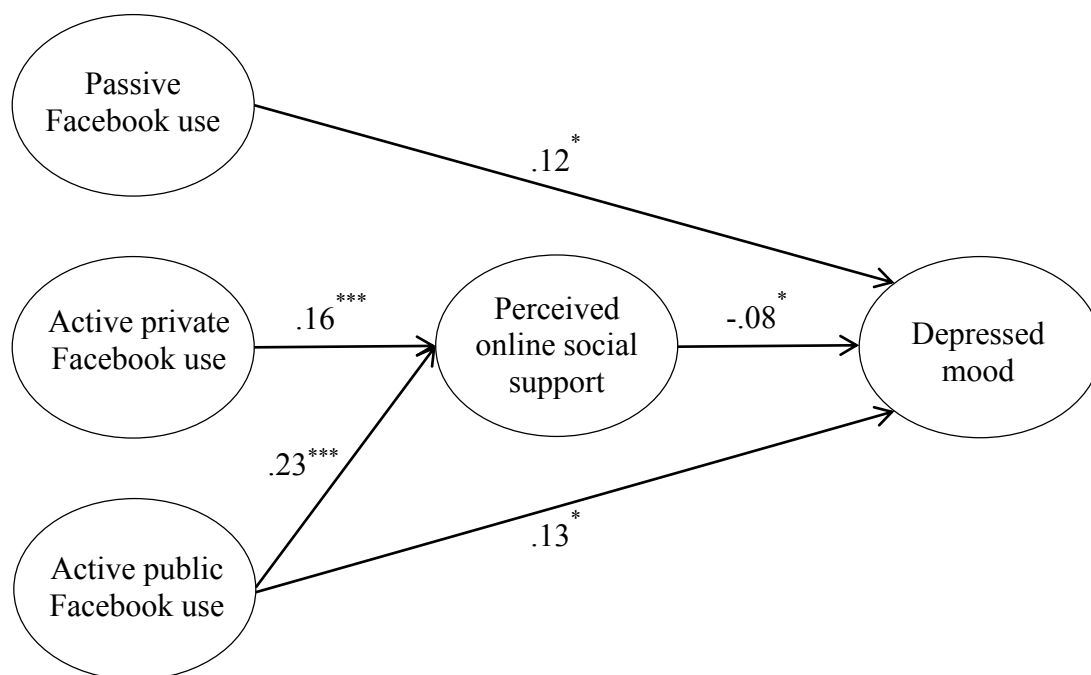 Passive
Facebook use
.12*
Active private
Facebook use
.16***
Perceived
online social
support
-.08*
Depressed
mood
.23***
Active public
Facebook use
.13*